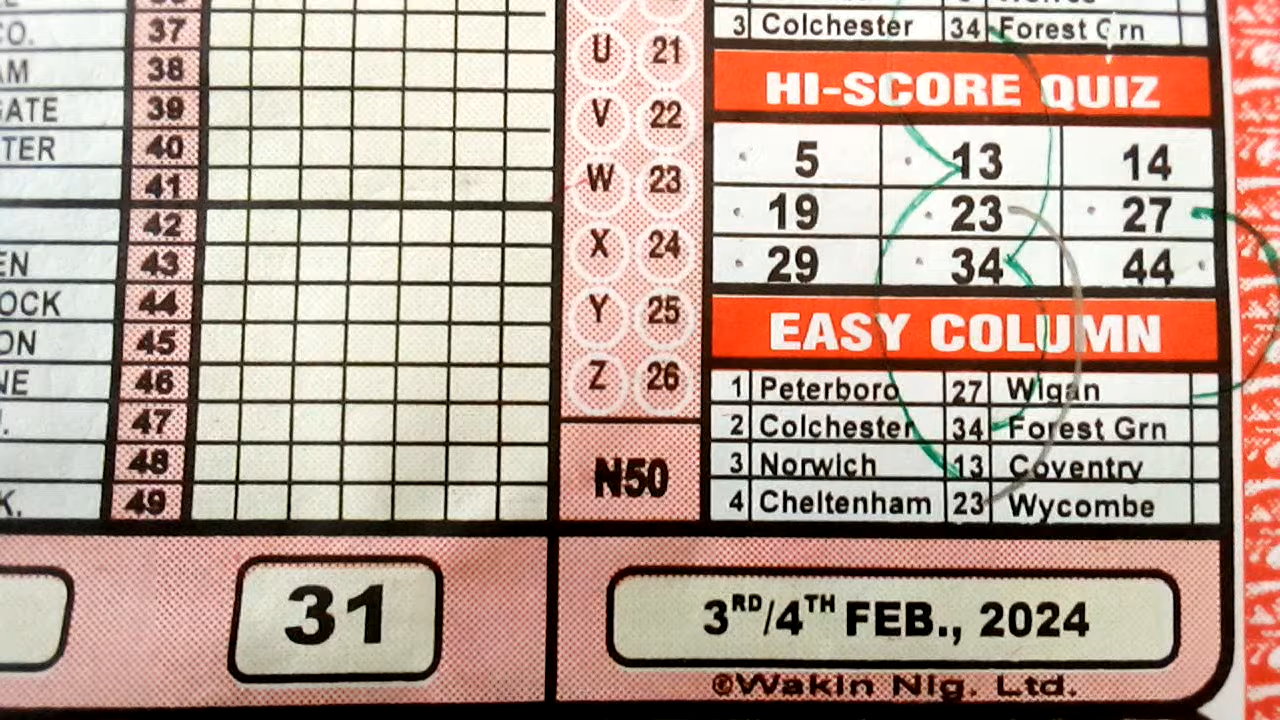 CO. 37
AM 38
GATE 39
TER 40
41
42
EN 43
OCK 44
ON 45
NE 46
47
48
K. 49
U 21
V 22
W 23
X 24
Y 25
Z 26
N50
3 Colchester 34 Forest Grn
HI-SCORE QUIZ
5 13 14
19 23 27
29 34 44
EASY COLUMN
1 Peterboro 27 Wigan
2 Colchester 34 Forest Grn
3 Norwich 13 Coventry
4 Cheltenham 23 Wycombe
31
3RD/4TH FEB., 2024
©Wakin Nig. Ltd.